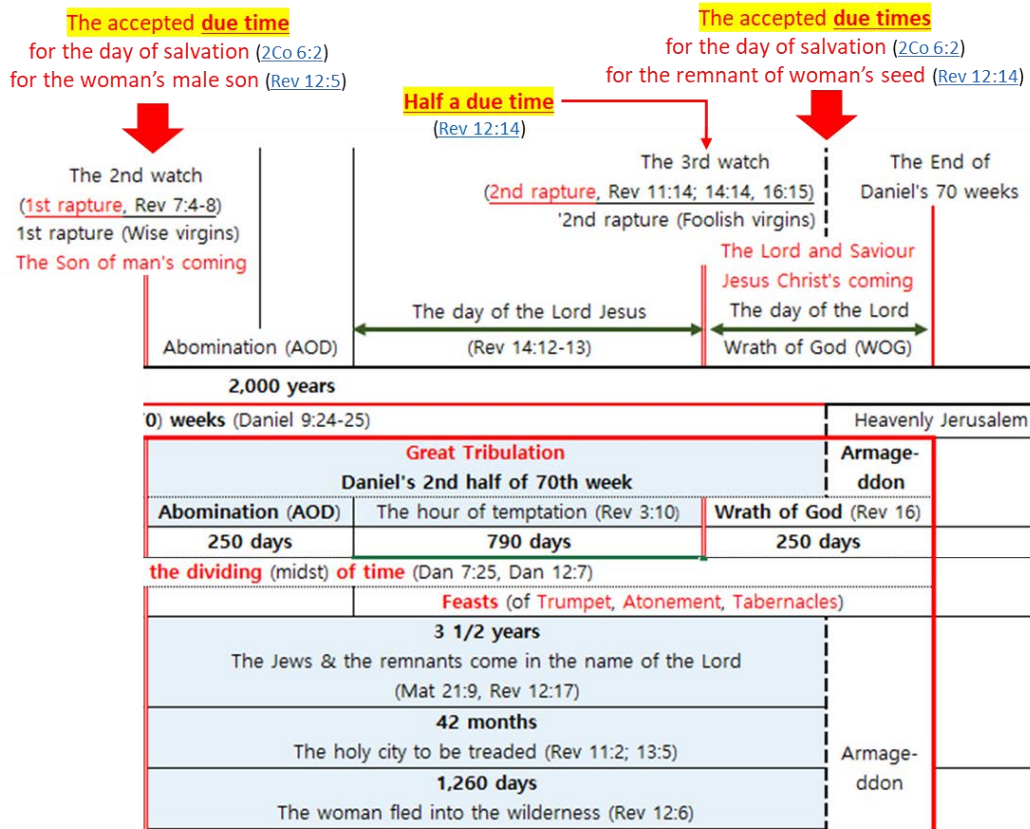 The accepted due time
for the day of salvation (2Co 6:2)
for the woman's male son (Rev 12:5)
The accepted due times
for the day of salvation (2Co 6:2)
for the remnant of woman's seed (Rev 12:14)
Half a due time
(Rev 12:14)
The 2nd watch
(1st rapture, Rev 7:4-8)
1st rapture (Wise virgins)
The Son of man's coming
The 3rd watch
(2nd rapture, Rev 11:14; 14:14, 16:15)
'2nd rapture (Foolish virgins)
The End of
Daniel's 70 weeks
The Lord and Saviour
Jesus Christ's coming
Abomination (AOD)
The day of the Lord Jesus
(Rev 14:12-13)
The day of the Lord
Wrath of God (WOG)
2,000 years
0) weeks (Daniel 9:24-25)
Heavenly Jerusalem
Great Tribulation
Daniel's 2nd half of 70th week
Armage-
ddon
Abomination (AOD)
The hour of temptation (Rev 3:10)
Wrath of God (Rev 16)
250 days
790 days
250 days
the dividing (midst) of time (Dan 7:25, Dan 12:7)
Feasts (of Trumpet, Atonement, Tabernacles)
3 1/2 years
The Jews & the remnants come in the name of the Lord
(Mat 21:9, Rev 12:17)
42 months
The holy city to be treaded (Rev 11:2; 13:5)
1,260 days
The woman fled into the wilderness (Rev 12:6)
Armage-
ddon